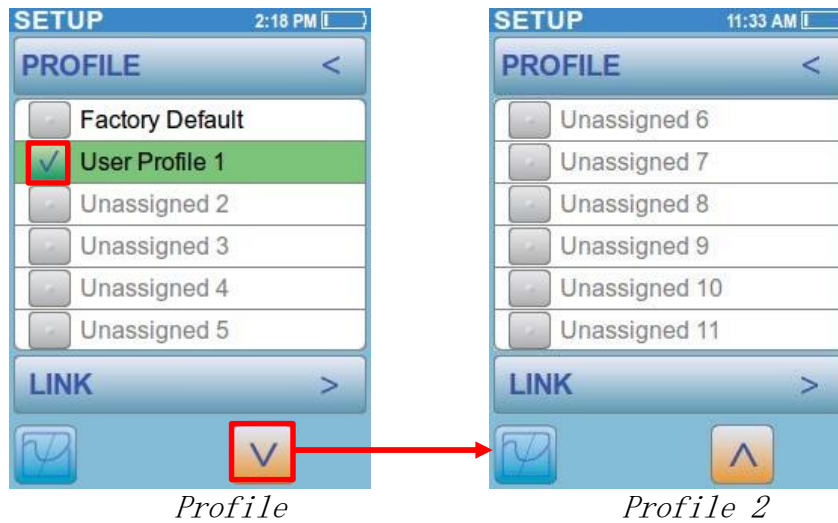 SETUP 2:18 PM
PROFILE <
Factory Default
User Profile 1
Unassigned 2
Unassigned 3
Unassigned 4
Unassigned 5
LINK >
Profile
SETUP 11:33 AM
PROFILE <
Unassigned 6
Unassigned 7
Unassigned 8
Unassigned 9
Unassigned 10
Unassigned 11
LINK >
Profile 2